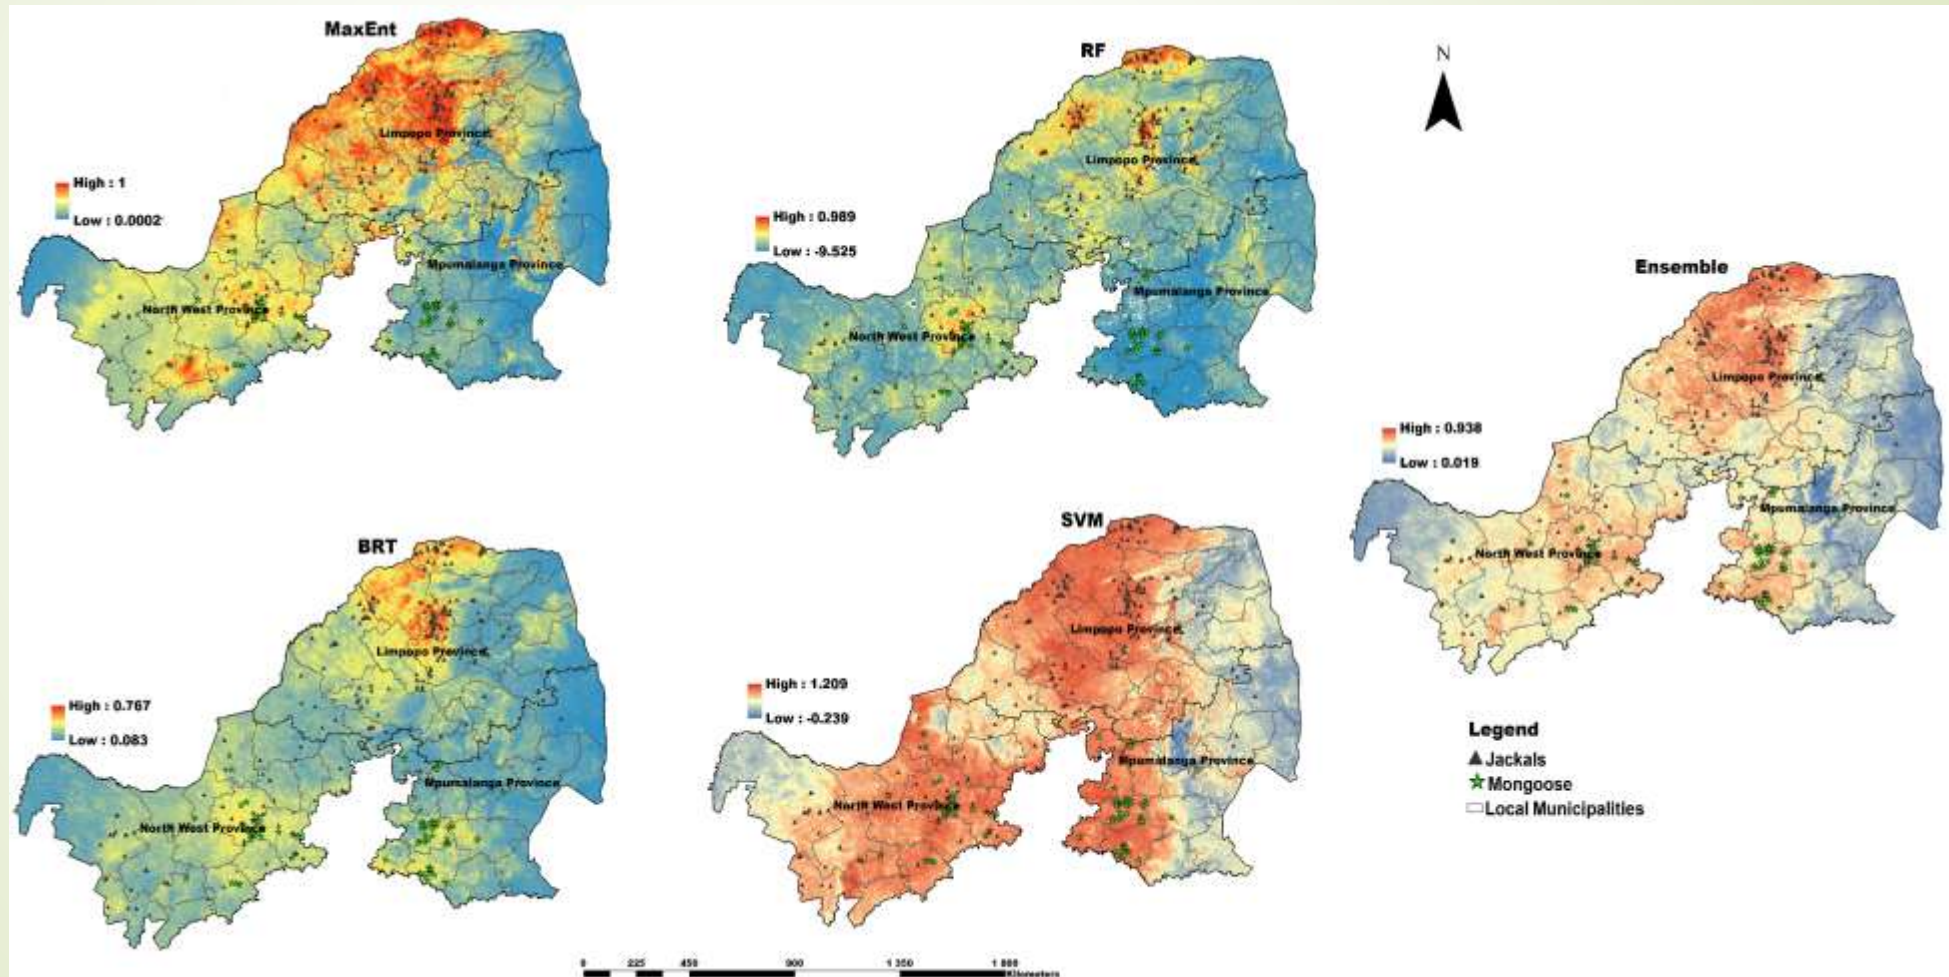 MaxEnt
Limpopo Province
High : 1
Low : 0.0002
Mpumalanga Province
North West Province
RF
Limpopo Province
High : 0.989
Low : -9.525
Mpumalanga Province
North West Province
N
Ensemble
Limpopo Province
High : 0.938
Low : 0.019
Mpumalanga Province
North West Province
BRT
Limpopo Province
High : 0.767
Low : 0.083
Mpumalanga Province
North West Province
SVM
Limpopo Province
High : 1.209
Low : -0.239
Mpumalanga Province
North West Province
Legend
Jackals
Mongoose
Local Municipalities
0 225 450 900 1 350 1 800
Kilometers